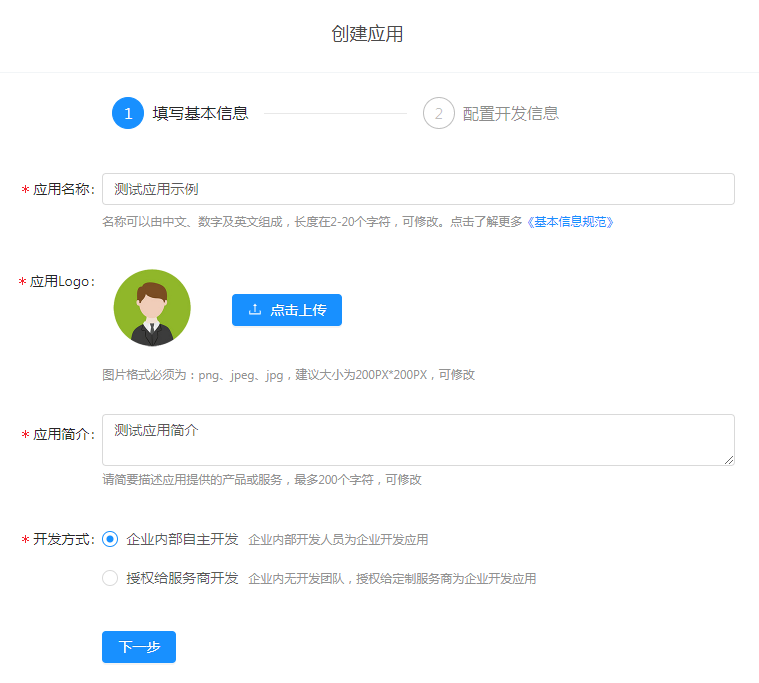 创建应用
1 填写基本信息
2 配置开发信息
* 应用名称:
测试应用示例
名称可以由中文、数字及英文组成，长度在2-20个字符，可修改。点击了解更多《基本信息规范》
* 应用Logo:
点击上传
图片格式必须为：png、jpeg、jpg，建议大小为200PX*200PX，可修改
* 应用简介:
测试应用简介
请简要描述应用提供的产品或服务，最多200个字符，可修改
* 开发方式:
企业内部自主开发 企业内部开发人员为企业开发应用
授权给服务商开发 企业内无开发团队，授权给定制服务商为企业开发应用
下一步